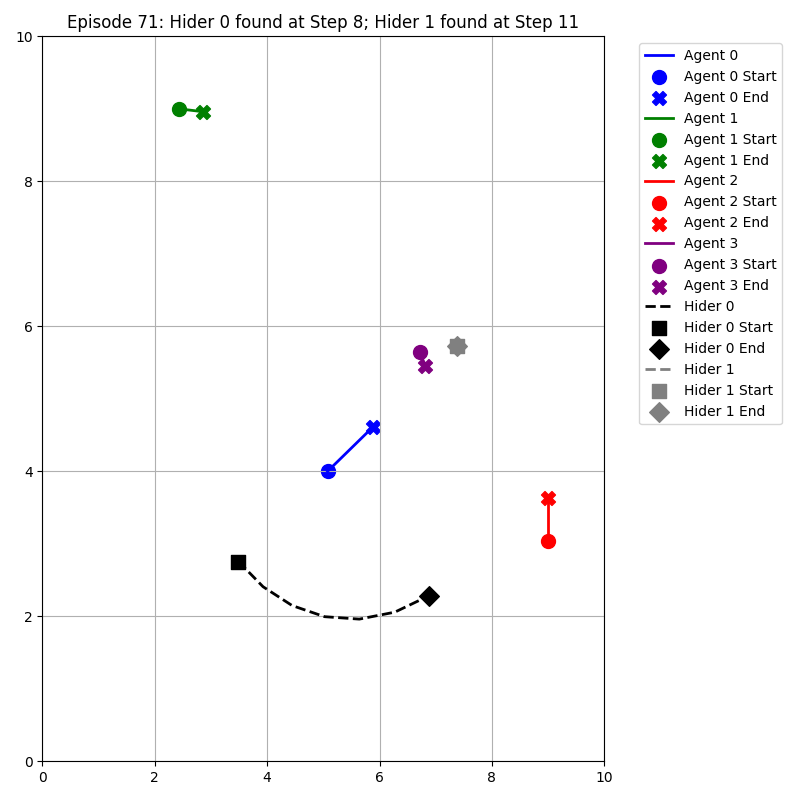 Episode 71: Hider 0 found at Step 8; Hider 1 found at Step 11
10
8
6
4
2
0
0 2 4 6 8 10
Agent 0
Agent 0 Start
Agent 0 End
Agent 1
Agent 1 Start
Agent 1 End
Agent 2
Agent 2 Start
Agent 2 End
Agent 3
Agent 3 Start
Agent 3 End
Hider 0
Hider 0 Start
Hider 0 End
Hider 1
Hider 1 Start
Hider 1 End